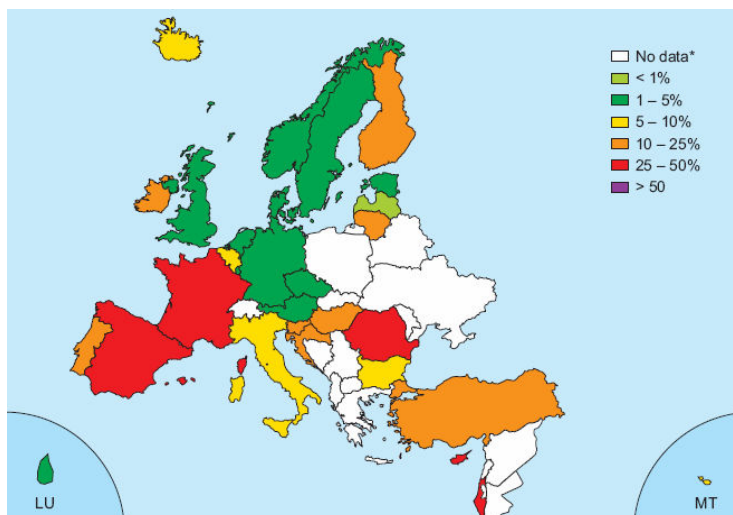 No data*
< 1%
1 – 5%
5 – 10%
10 – 25%
25 – 50%
> 50
LU
MT